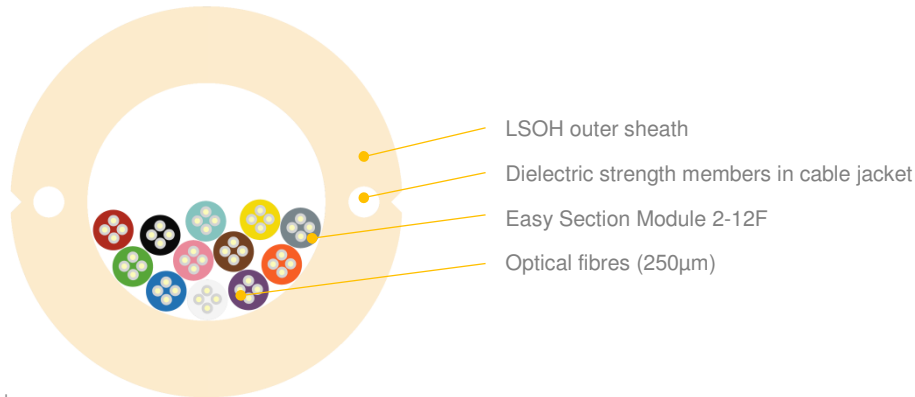 LSOH outer sheath
Dielectric strength members in cable jacket
Easy Section Module 2-12F
Optical fibres (250µm)